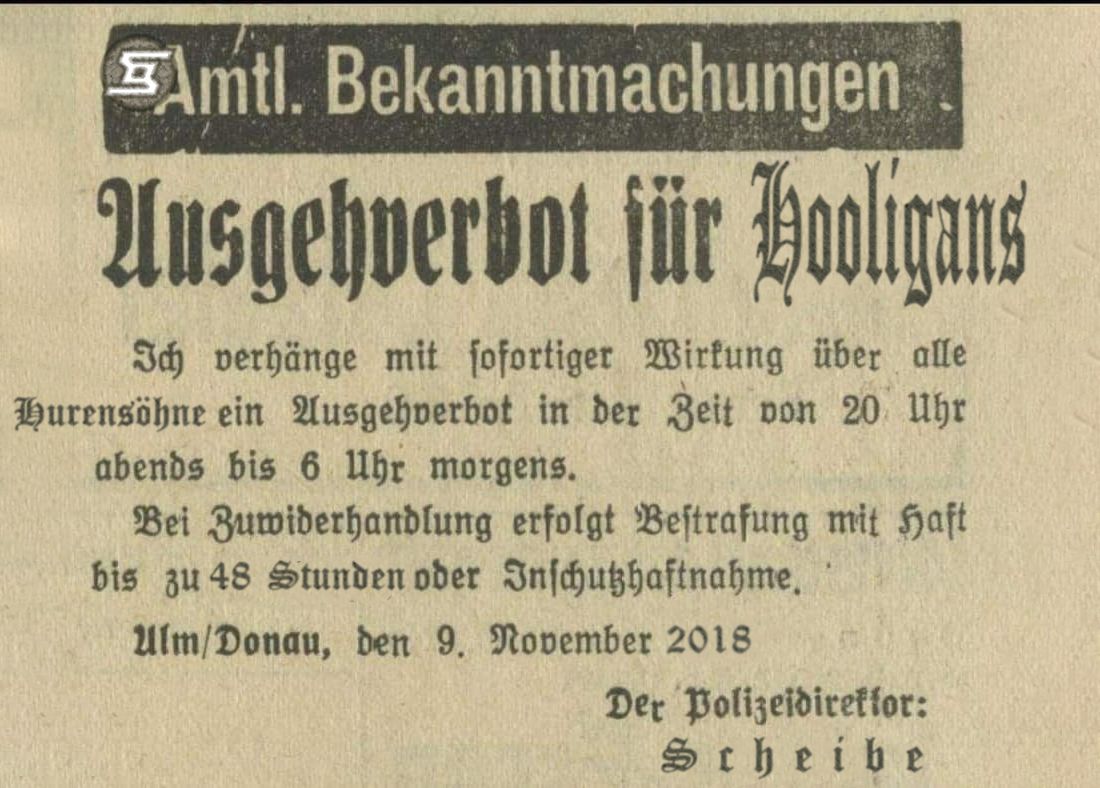 Amtl. Bekanntmachungen
Ausgehverbot für Hooligans
Ich verhänge mit sofortiger Wirkung über alle
Hurensöhne ein Ausgehverbot in der Zeit von 20 Uhr
abends bis 6 Uhr morgens.
Bei Zuwiderhandlung erfolgt Bestrafung mit Haft
bis zu 48 Stunden oder Inschutzhaftnahme.
Ulm/Donau, den 9. November 2018
Der Polizeidirektor:
Scheibe